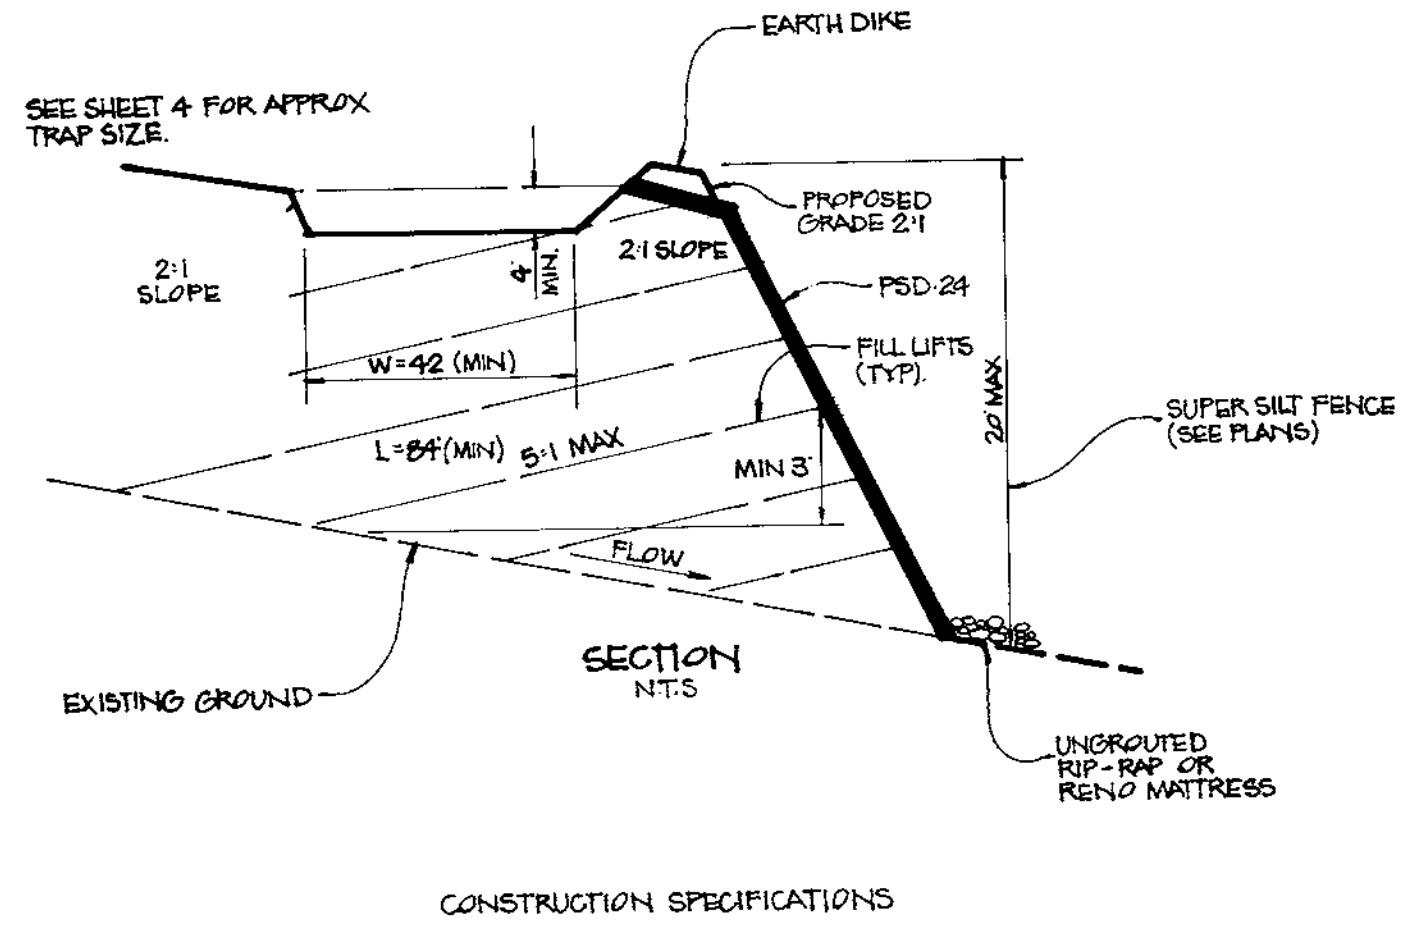 EARTH DIKE
SEE SHEET 4 FOR APPROX
TRAP SIZE.
PROPOSED
GRADE 2:1
2:1 SLOPE
2:1
SLOPE
4'
MIN.
PSD-24
FILL LIFTS
(TYP).
W=42 (MIN)
20' MAX
SUPER SILT FENCE
(SEE PLANS)
L=84'(MIN)
5:1 MAX
MIN 3'
FLOW
SECTION
N.T.S
EXISTING GROUND
UNGROUTED
RIP-RAP OR
RENO MATTRESS
CONSTRUCTION SPECIFICATIONS